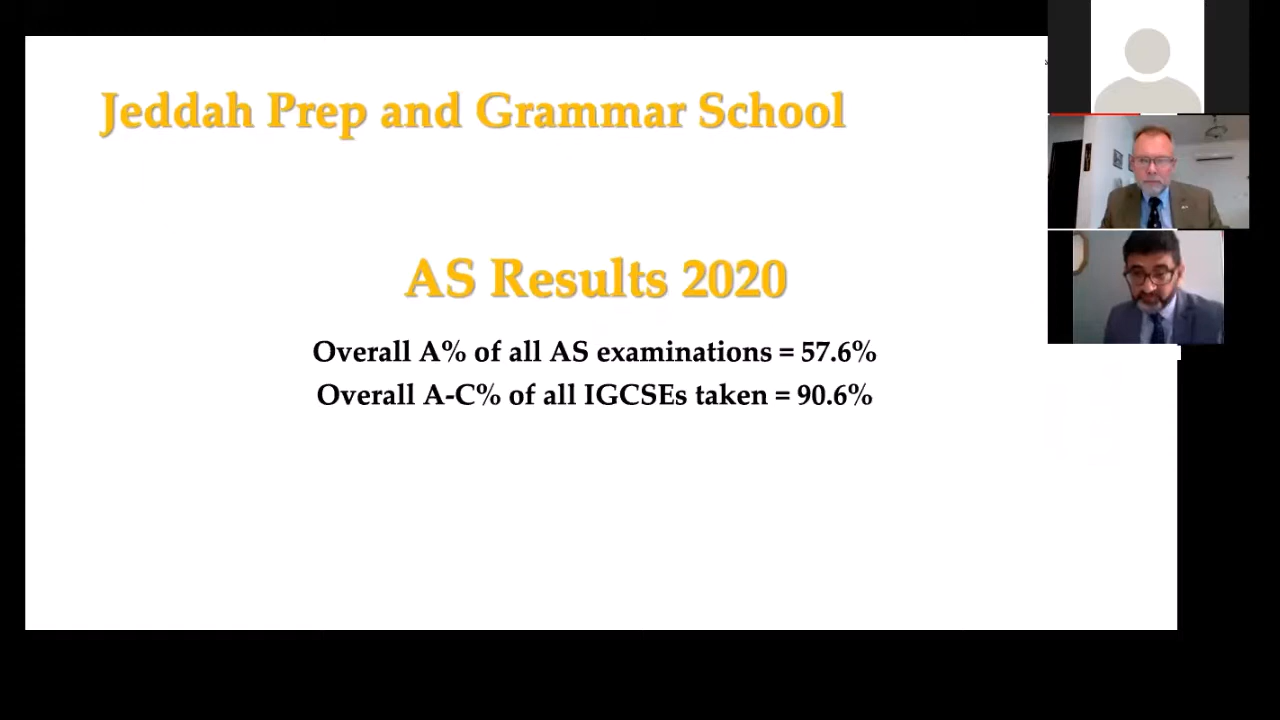 Jeddah Prep and Grammar School
AS Results 2020
Overall A% of all AS examinations = 57.6%
Overall A-C% of all IGCSEs taken = 90.6%